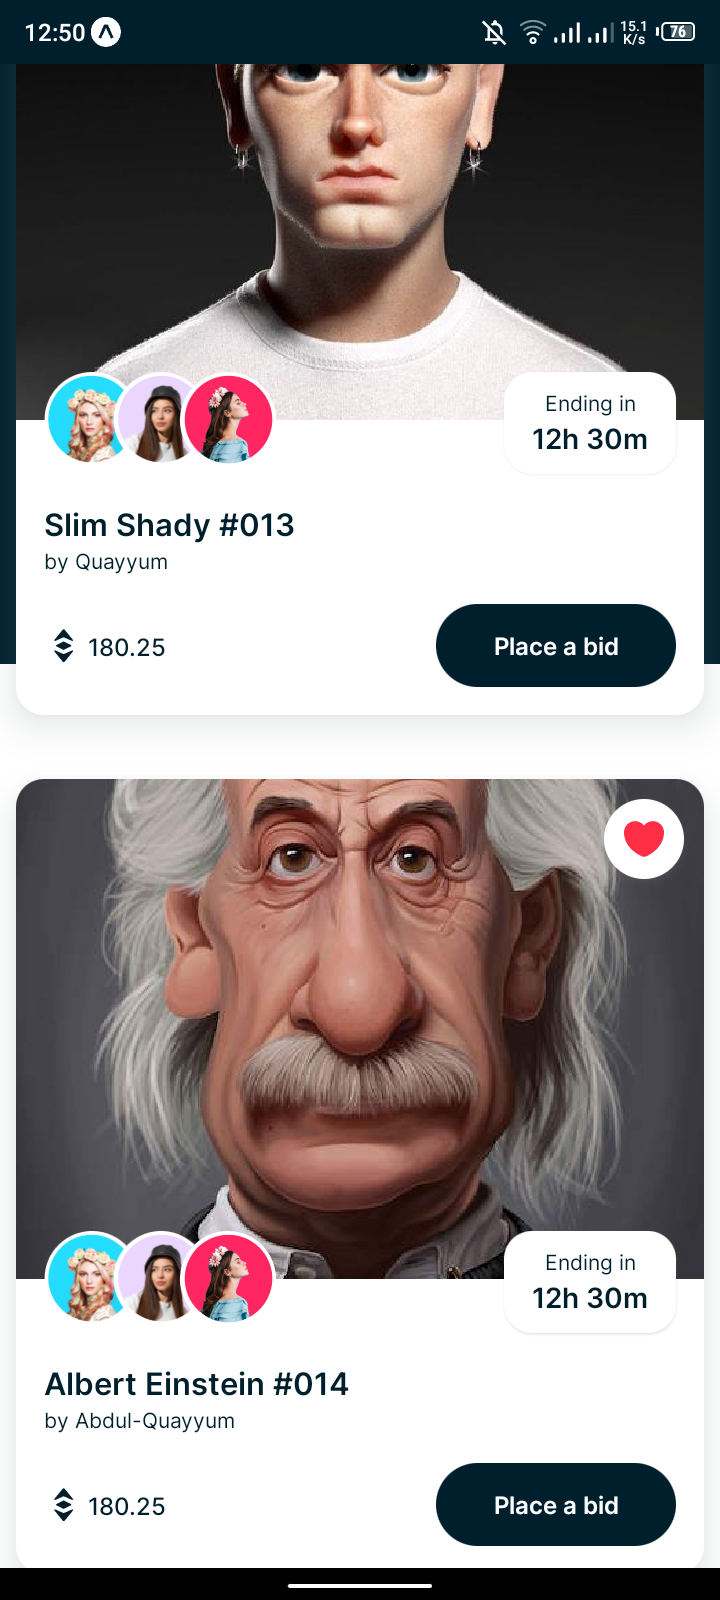 12:50
15.1
K/s
76
Ending in
12h 30m
Slim Shady #013
by Quayyum
180.25
Place a bid
Ending in
12h 30m
Albert Einstein #014
by Abdul-Quayyum
180.25
Place a bid